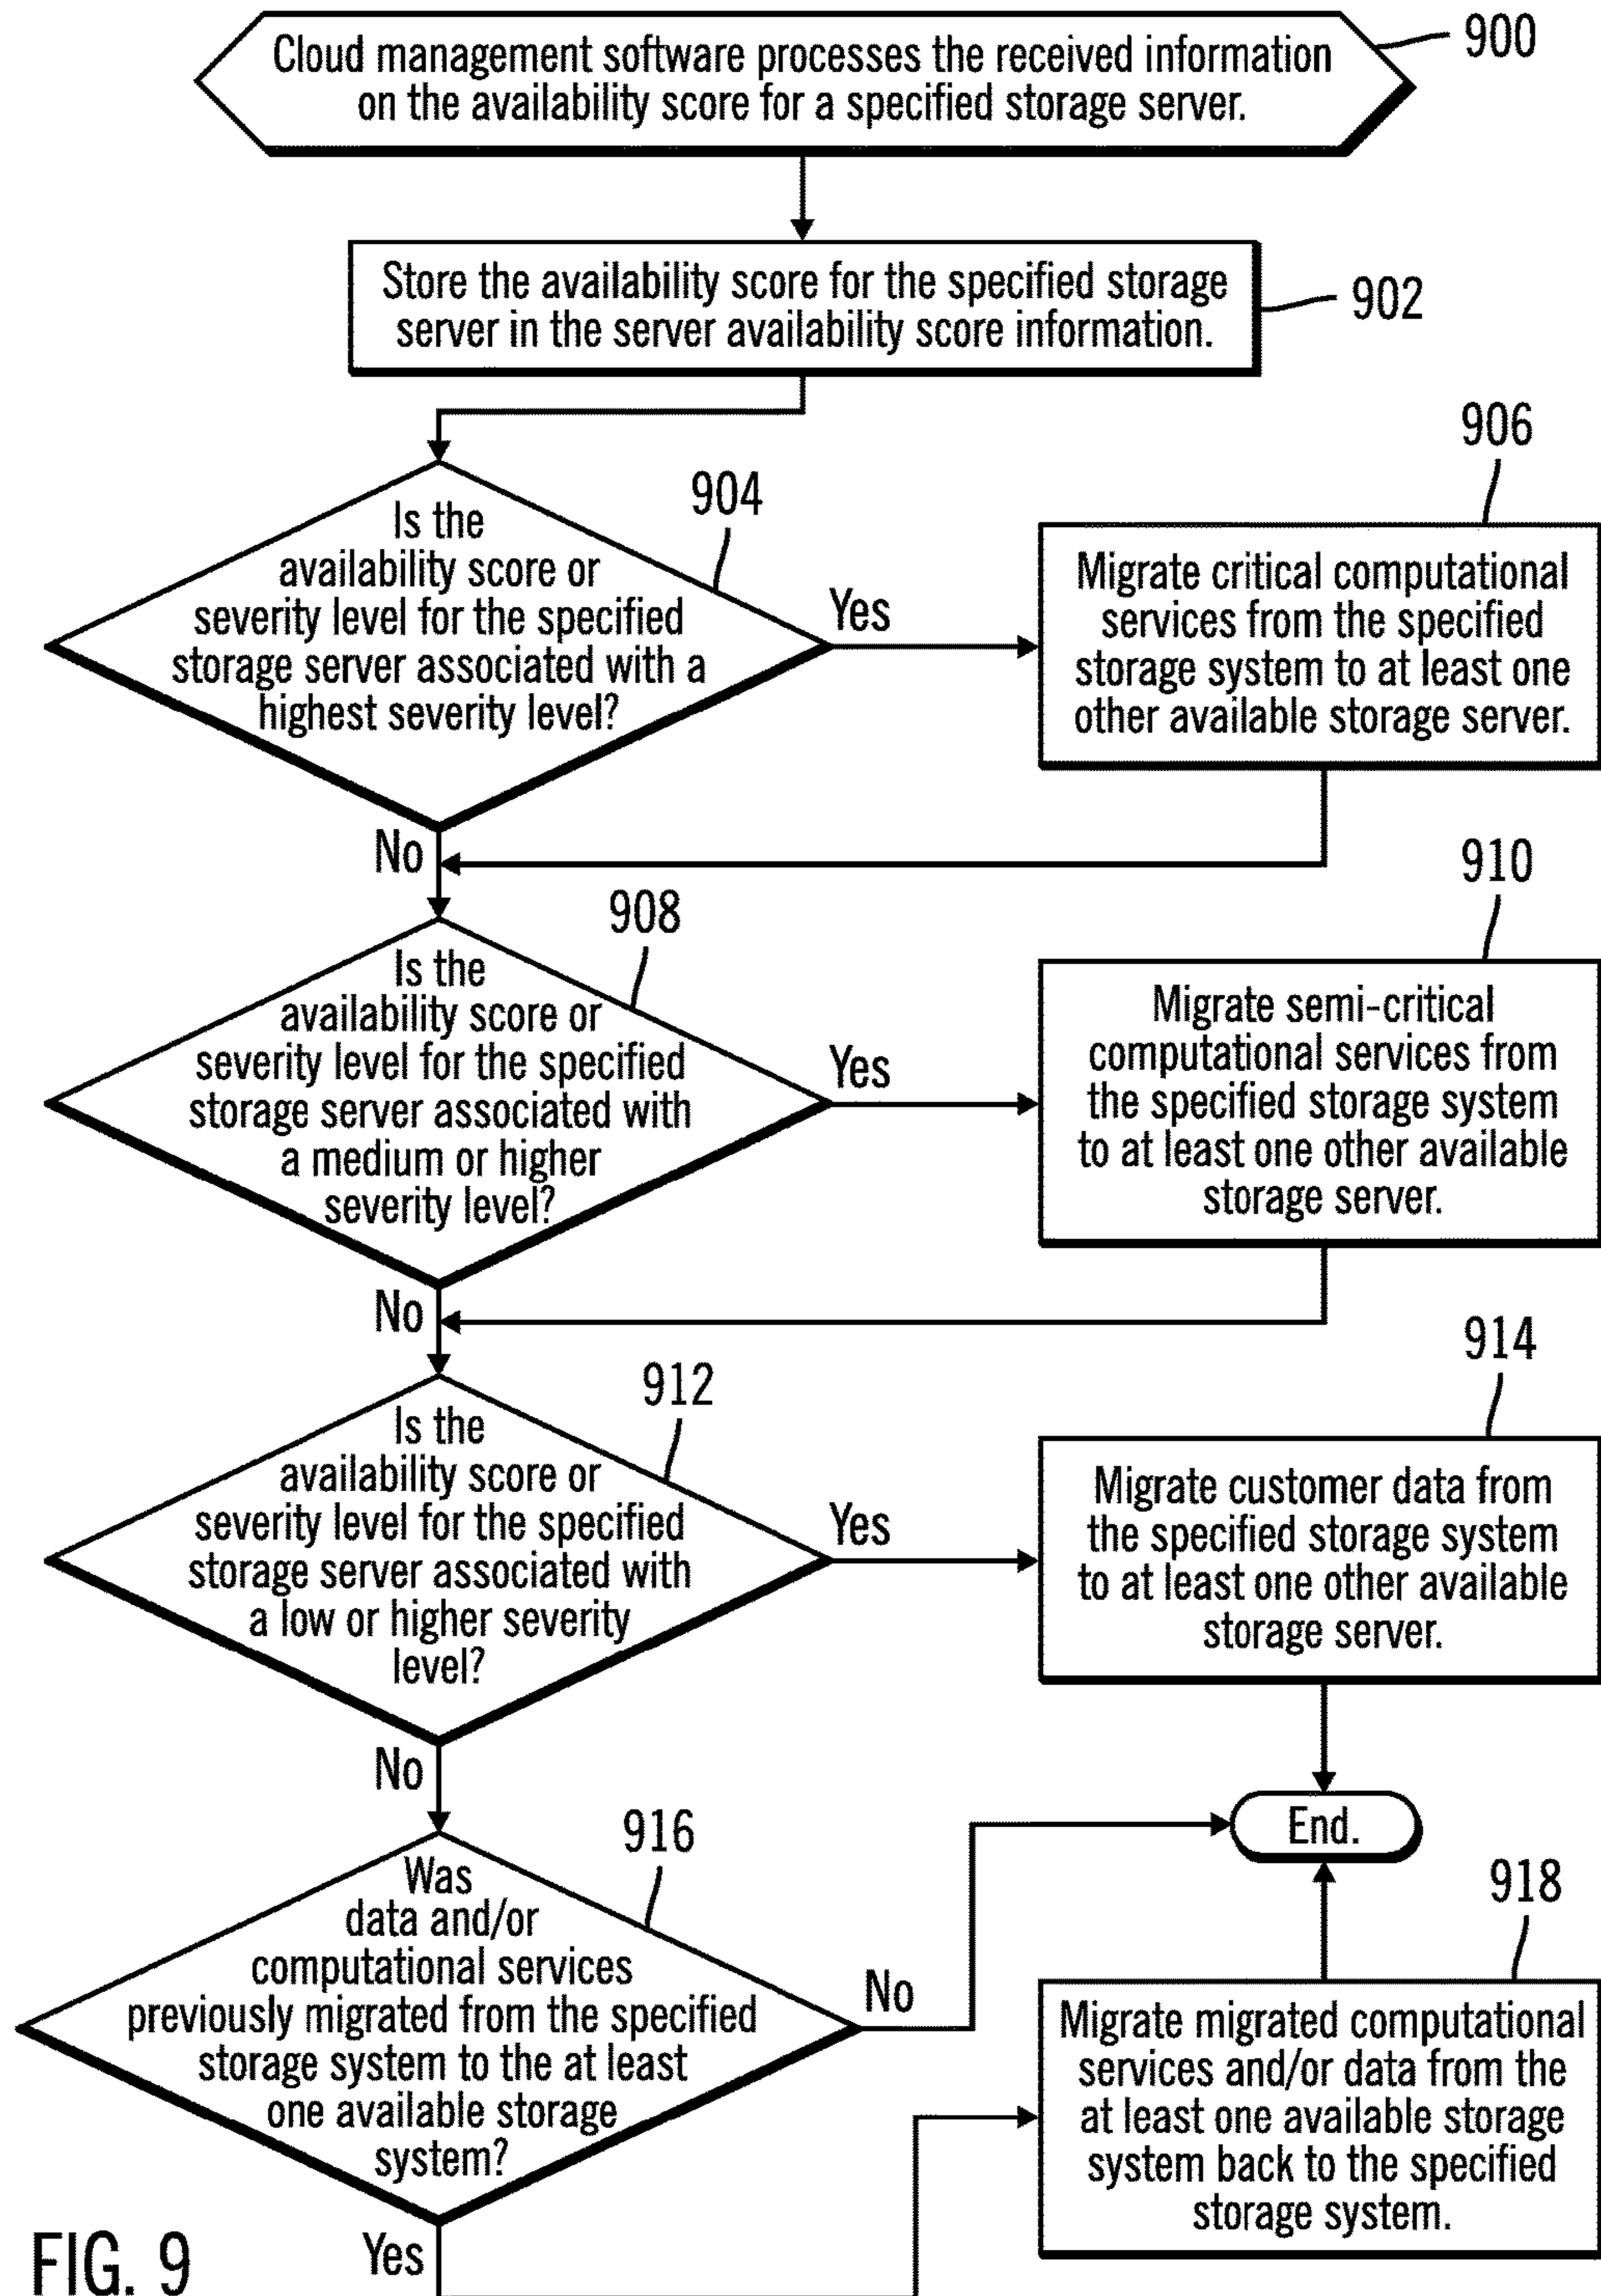 Cloud management software processes the received information
on the availability score for a specified storage server.
900
Store the availability score for the specified storage
server in the server availability score information.
902
Is the
availability score or
severity level for the specified
storage server associated with a
highest severity level?
904
Yes
No
906
Migrate critical computational
services from the specified
storage system to at least one
other available storage server.
Is the
availability score or
severity level for the specified
storage server associated with
a medium or higher
severity level?
908
Yes
No
910
Migrate semi-critical
computational services from
the specified storage system
to at least one other available
storage server.
Is the
availability score or
severity level for the specified
storage server associated with
a low or higher severity
level?
912
Yes
No
914
Migrate customer data from
the specified storage system
to at least one other available
storage server.
End.
Was
data and/or
computational services
previously migrated from the specified
storage system to the at least
one available storage
system?
916
No
Yes
918
Migrate migrated computational
services and/or data from the
at least one available storage
system back to the specified
storage system.
FIG. 9